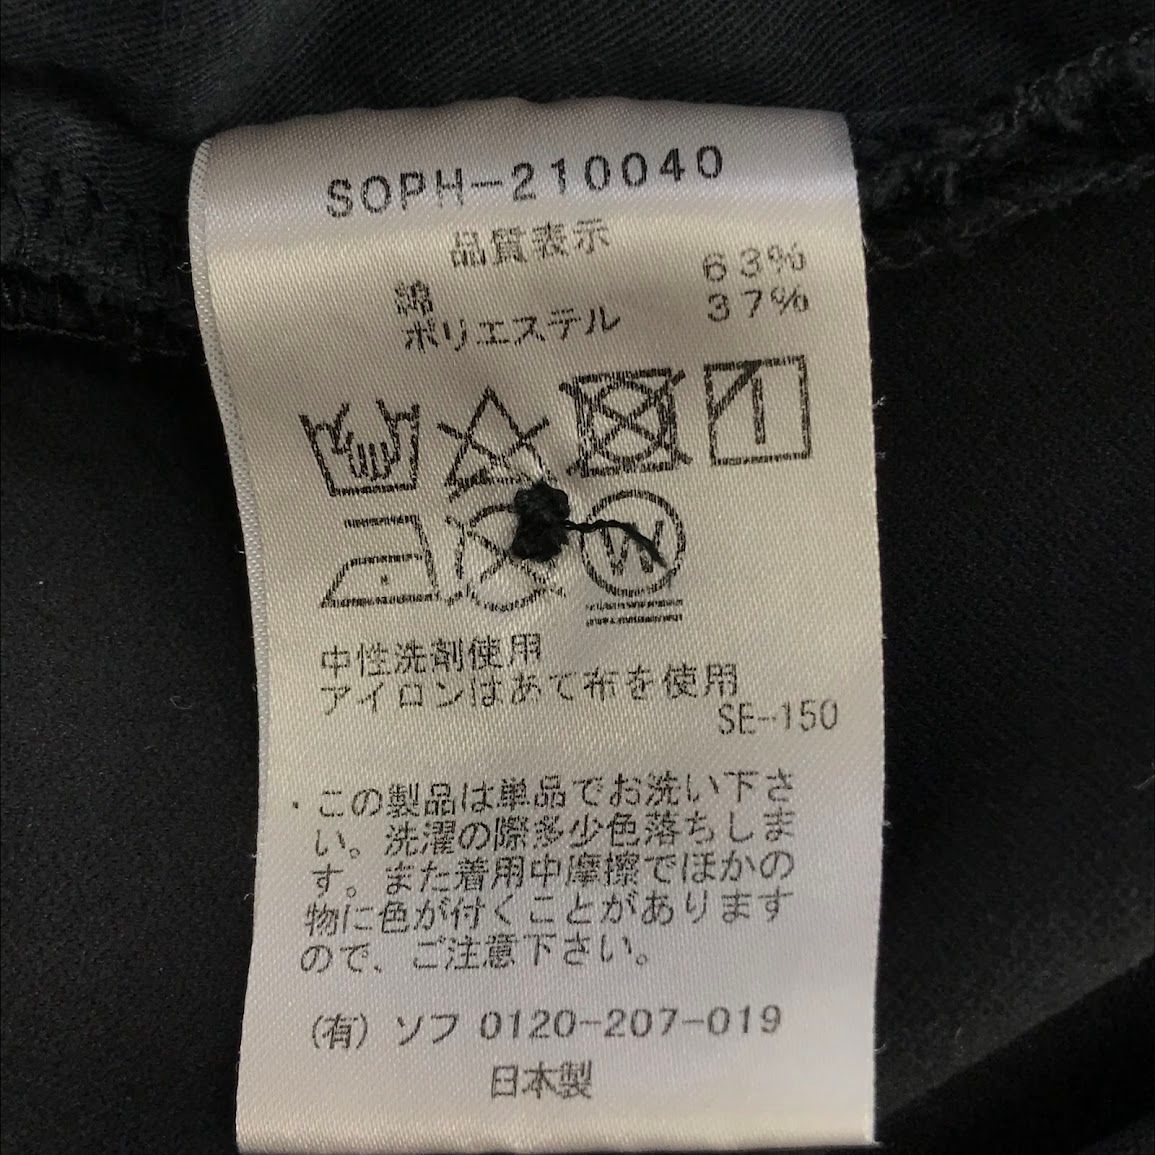 SOPH-210040
品質表示
綿 63%
ポリエステル 37%
W
中性洗剤使用
アイロンはあて布を使用
SE-150
・この製品は単品でお洗い下さ
い。洗濯の際多少色落ちしま
す。また着用中摩擦でほかの
物に色が付くことがあります
ので、ご注意下さい。
(有) ソフ 0120-207-019
日本製